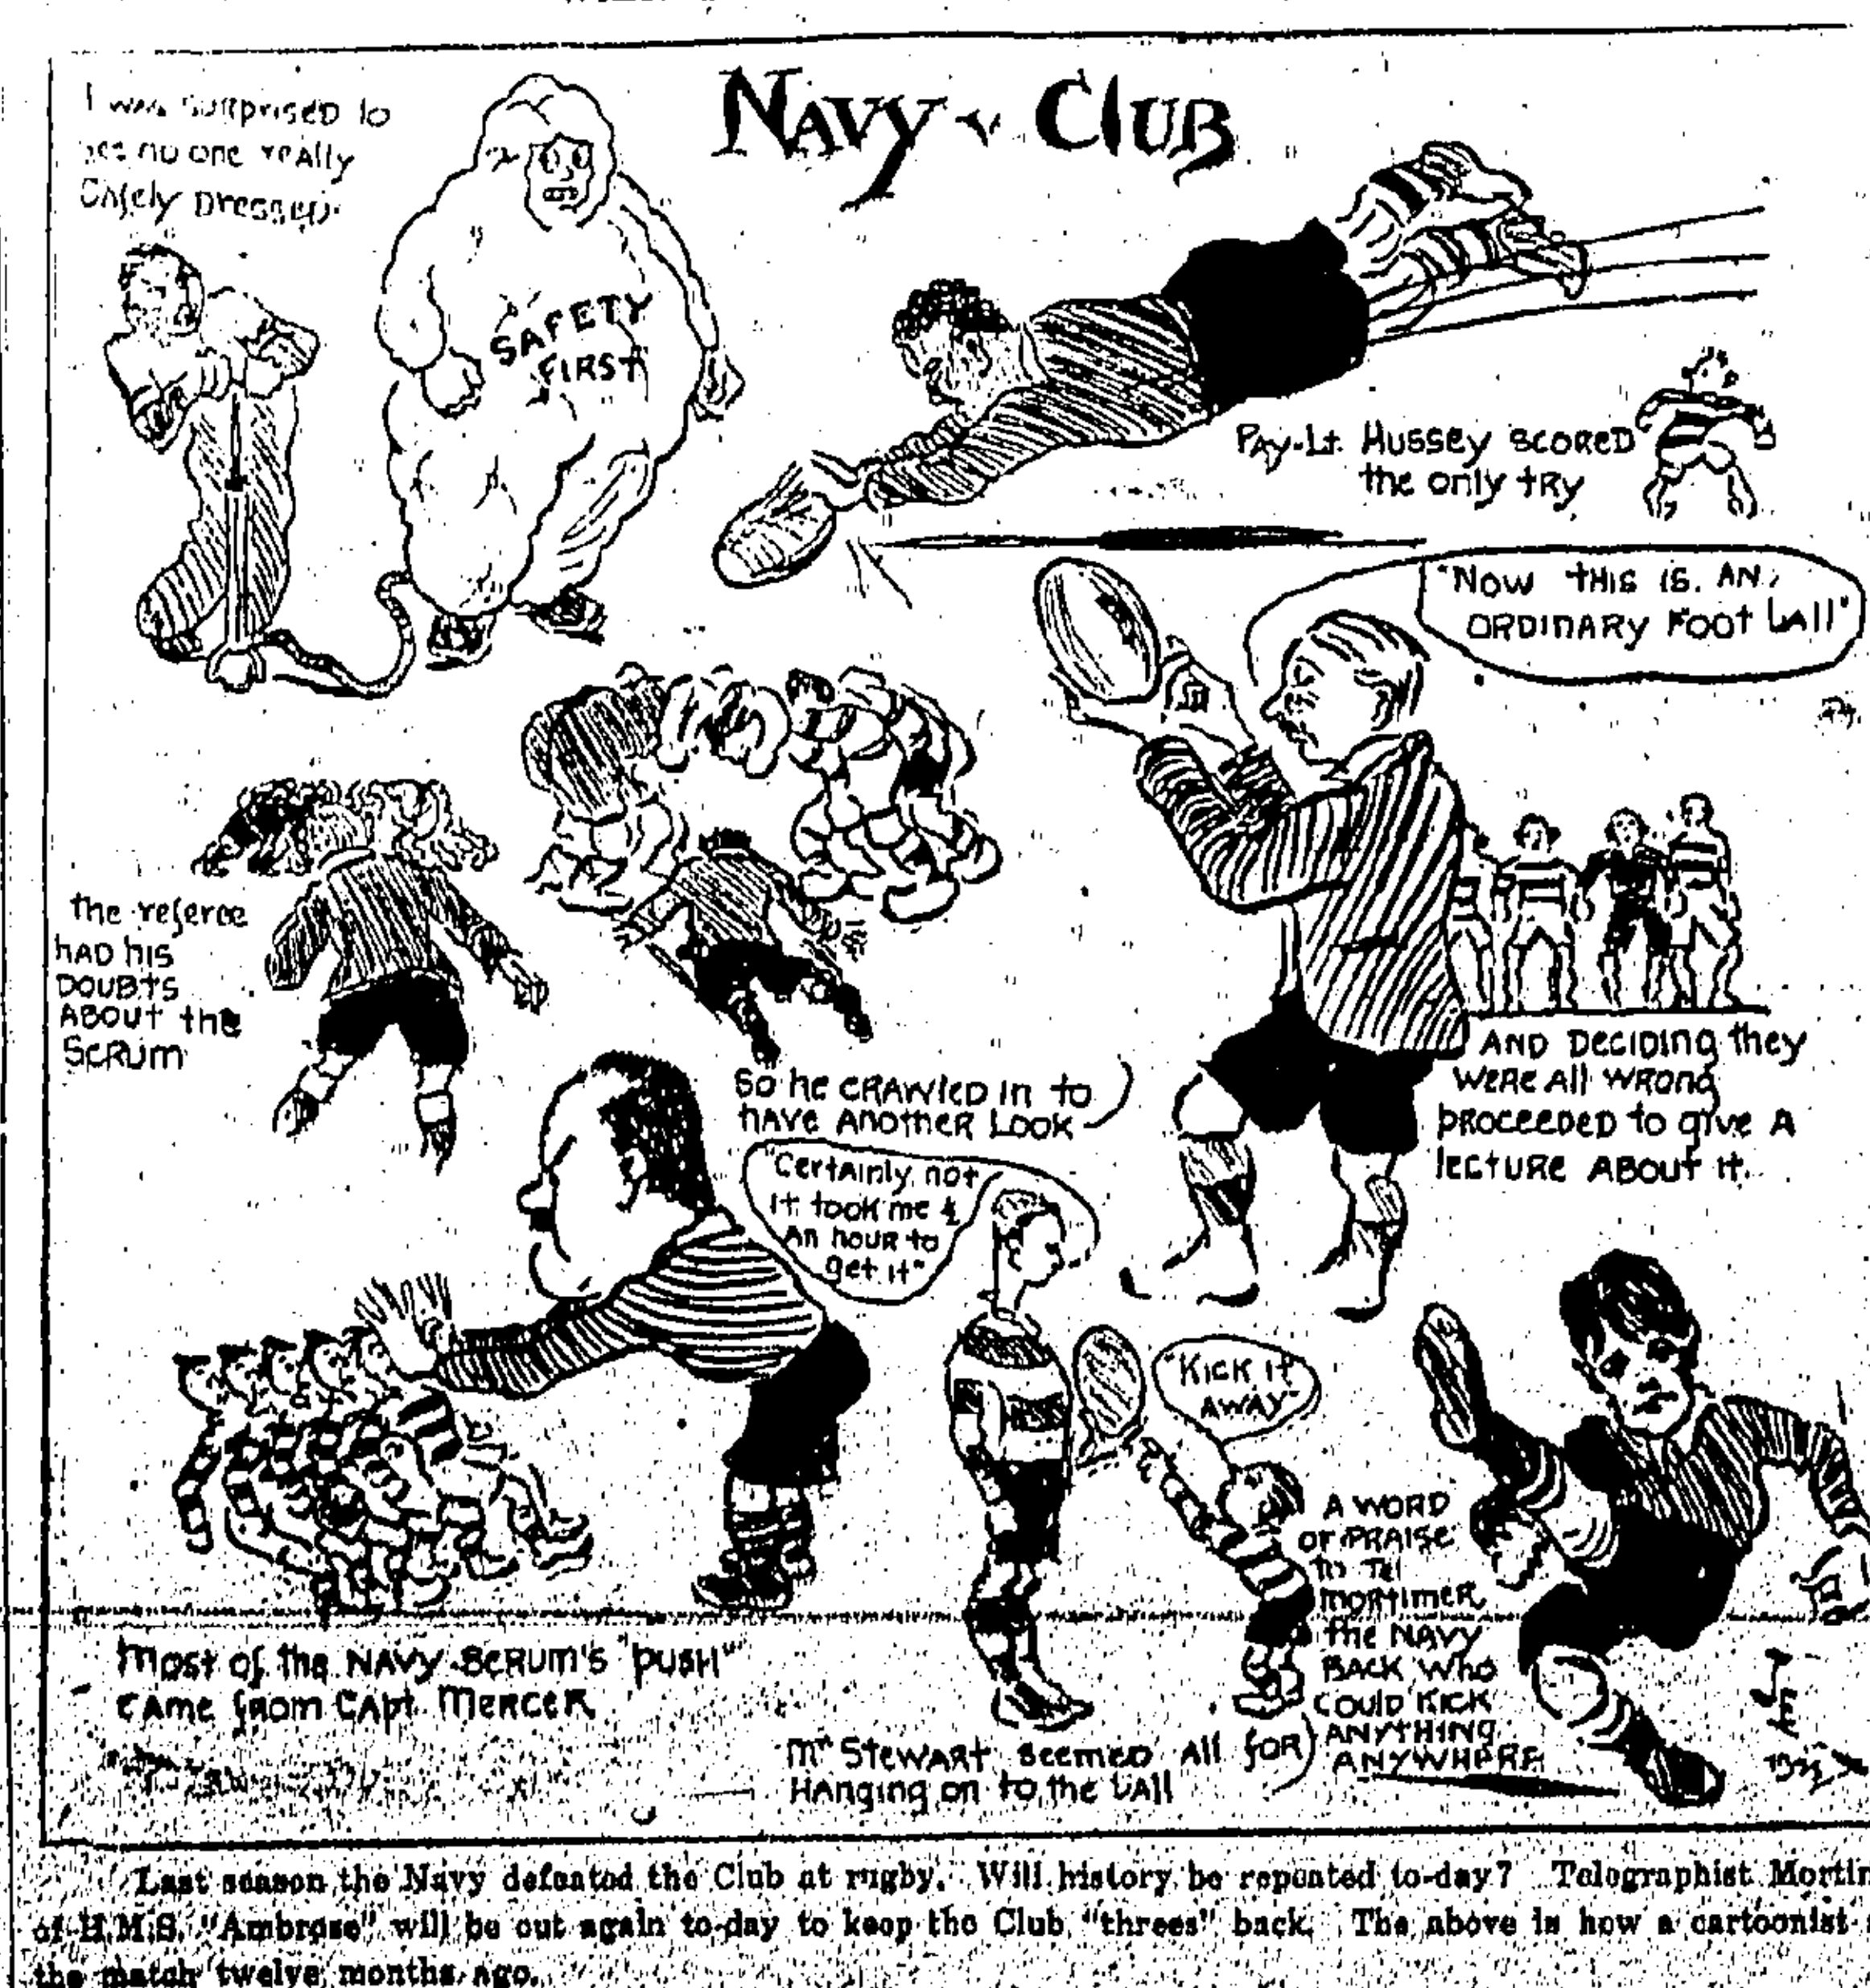 NAVY v CLUB
I was surprised to
see no one really
safely dressed.
SAFETY
FIRST
PAY-Lt. Hussey scored
the only try
"Now this is an
ordinary foot ball"
the referee
had his
doubts
about the
scrum
so he crawled in to
have another look
and deciding they
were all wrong
proceeded to give a
lecture about it.
"Certainly not
it took me ½
an hour to
get it"
"Kick it
away"
Most of the NAVY scrum's "push"
came from Capt. Mercer
Mr Stewart seemed all for
hanging on to the ball
A word
of praise
to Tel
Mortimer
the NAVY
back who
could kick
anything
anywhere
JE
Last season the Navy defeated the Club at rugby. Will history be repeated to-day? Telegraphist Mortim
of H.M.S. "Ambrose" will be out again to-day to keep the Club "threes" back. The above is how a cartoonist
the match twelve months ago.